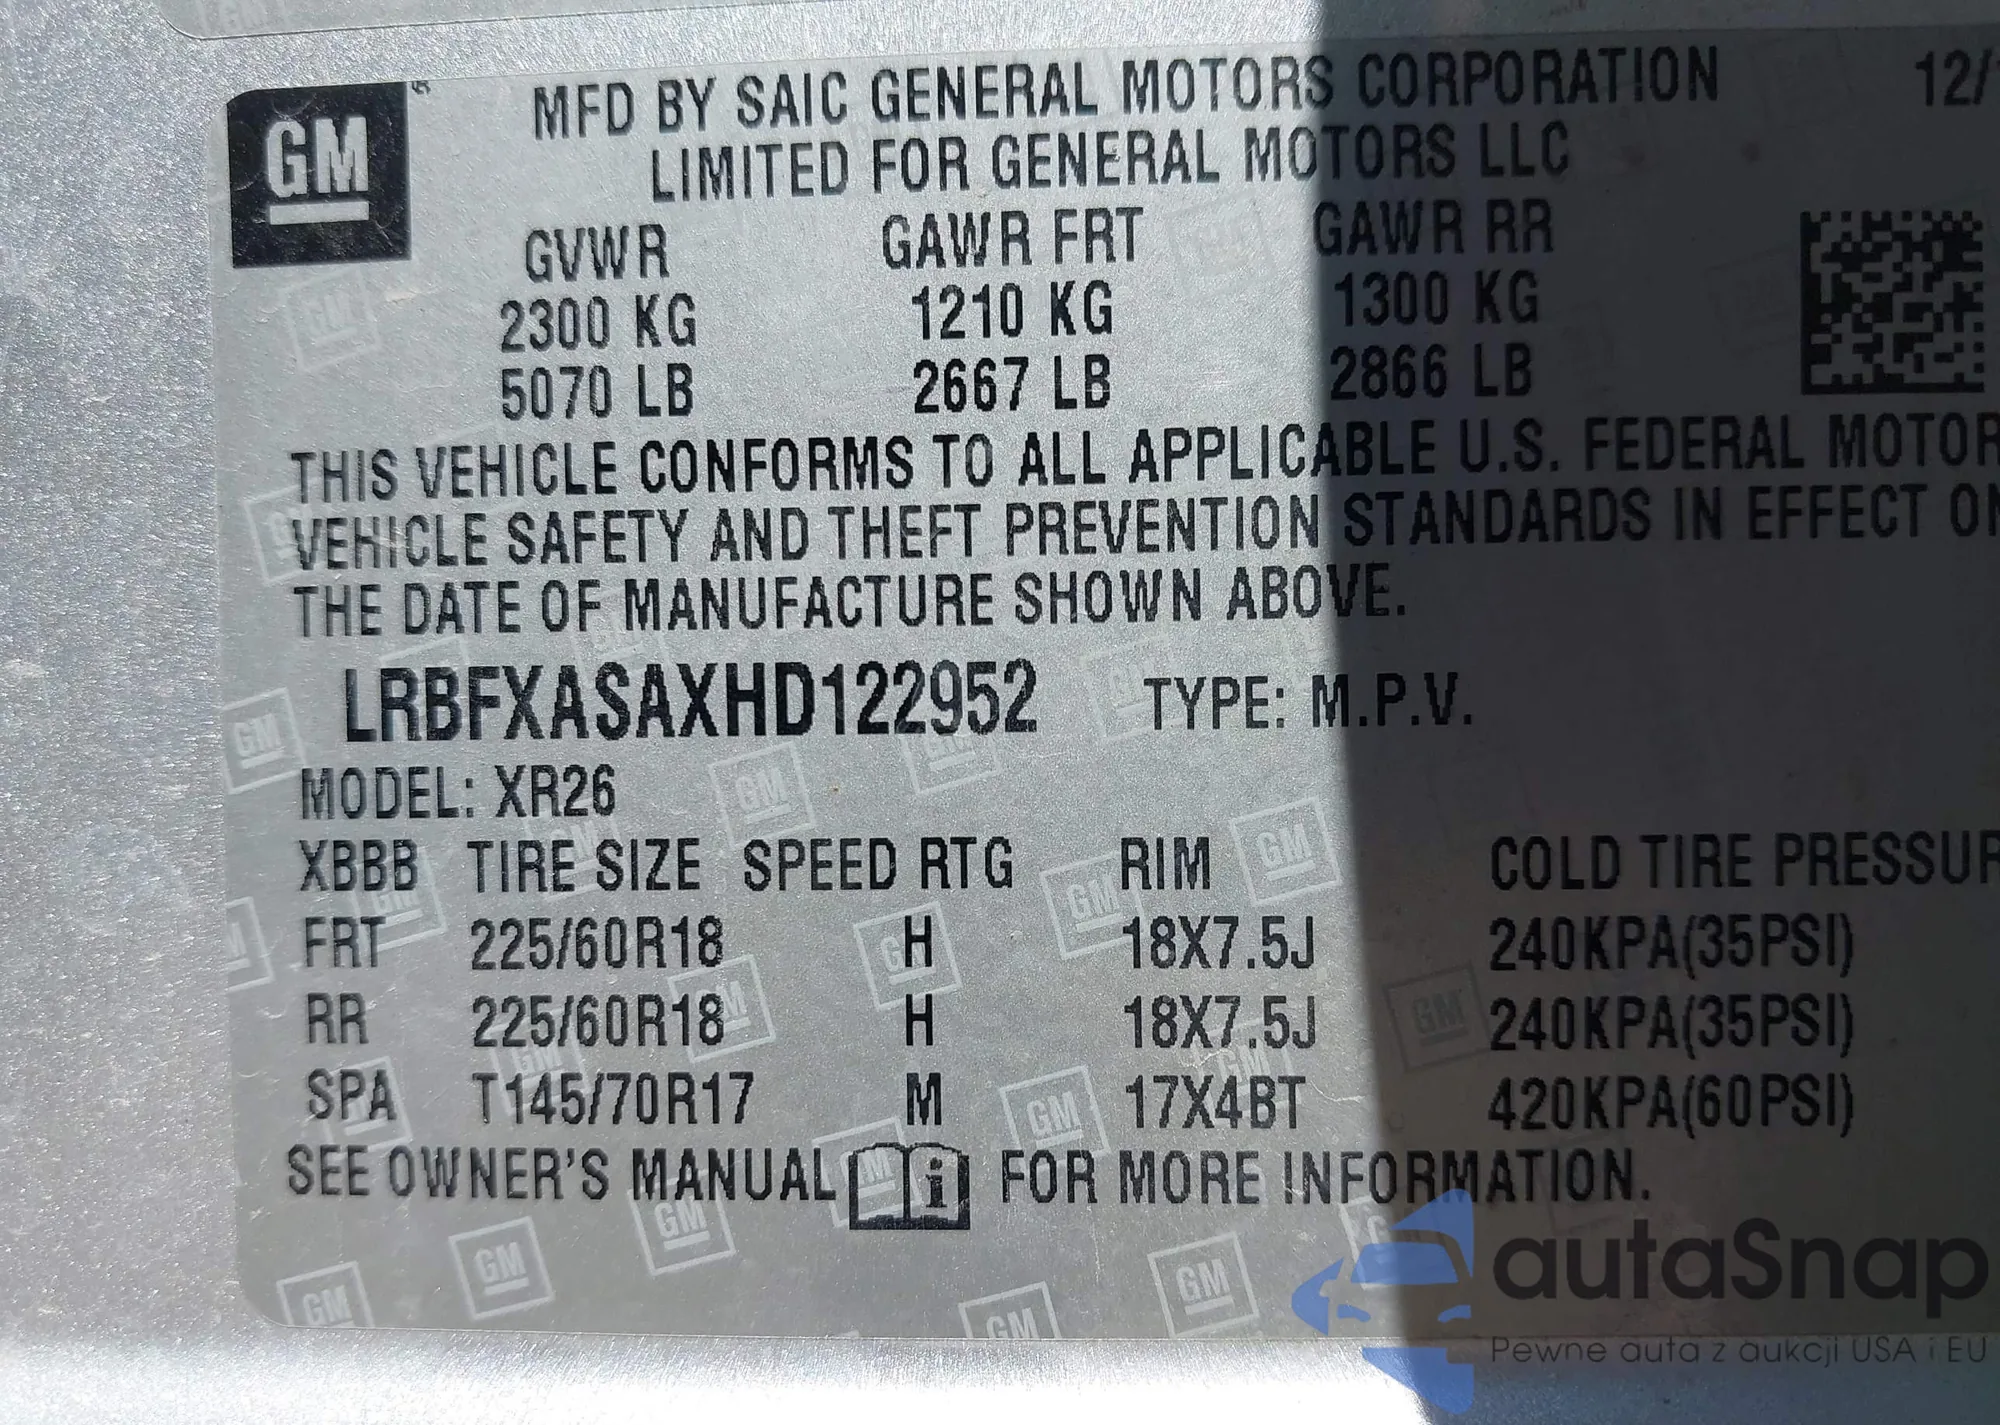 GM
MFD BY SAIC GENERAL MOTORS CORPORATION 12/
LIMITED FOR GENERAL MOTORS LLC
GVWR GAWR FRT GAWR RR
2300 KG 1210 KG 1300 KG
5070 LB 2667 LB 2866 LB
THIS VEHICLE CONFORMS TO ALL APPLICABLE U.S. FEDERAL MOTOR
VEHICLE SAFETY AND THEFT PREVENTION STANDARDS IN EFFECT ON
THE DATE OF MANUFACTURE SHOWN ABOVE.
LRBFXASAXHD122952 TYPE: M.P.V.
MODEL: XR26
XBBB TIRE SIZE SPEED RTG RIM COLD TIRE PRESSUR
FRT 225/60R18 H 18X7.5J 240KPA(35PSI)
RR 225/60R18 H 18X7.5J 240KPA(35PSI)
SPA T145/70R17 M 17X4BT 420KPA(60PSI)
SEE OWNER'S MANUAL i FOR MORE INFORMATION.
autaSnap
Pewne auta z aukcji USA i EU